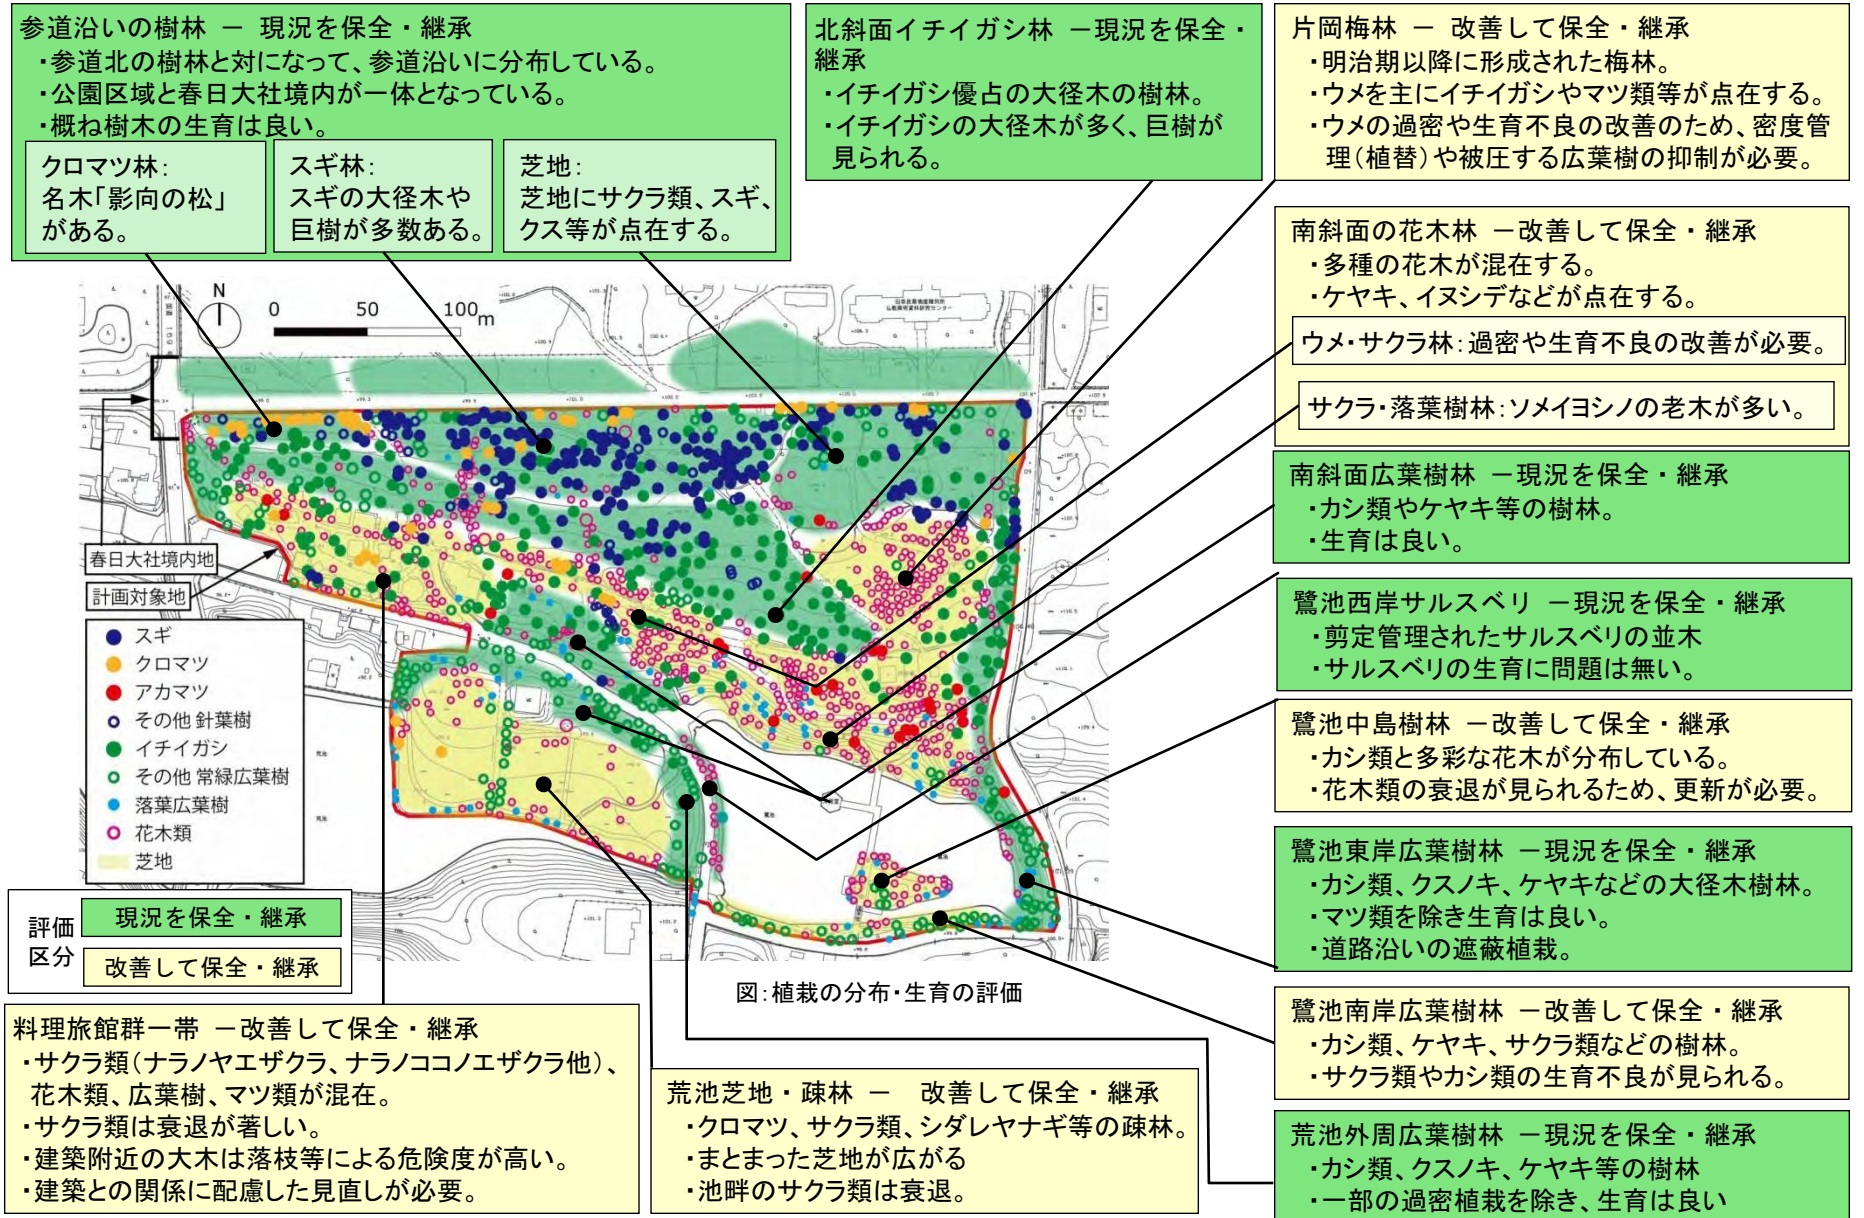 参道沿いの樹林 － 現況を保全・継承
・参道北の樹林と対になって、参道沿いに分布している。
・公園区域と春日大社境内が一体となっている。
・概ね樹木の生育は良い。
クロマツ林：
名木「影向の松」
がある。
スギ林：
スギの大径木や
巨樹が多数ある。
芝地：
芝地にサクラ類、スギ、
クス等が点在する。
北斜面イチイガシ林 －現況を保全・
継承
・イチイガシ優占の大径木の樹林。
・イチイガシの大径木が多く、巨樹が
見られる。
片岡梅林 － 改善して保全・継承
・明治期以降に形成された梅林。
・ウメを主にイチイガシやマツ類等が点在する。
・ウメの過密や生育不良の改善のため、密度管
理（植替）や被圧する広葉樹の抑制が必要。
南斜面の花木林 －改善して保全・継承
・多種の花木が混在する。
・ケヤキ、イヌシデなどが点在する。
ウメ・サクラ林：過密や生育不良の改善が必要。
サクラ・落葉樹林：ソメイヨシノの老木が多い。
南斜面広葉樹林 －現況を保全・継承
・カシ類やケヤキ等の樹林。
・生育は良い。
鷺池西岸サルスベリ －現況を保全・継承
・剪定管理されたサルスベリの並木
・サルスベリの生育に問題は無い。
鷺池中島樹林 －改善して保全・継承
・カシ類と多彩な花木が分布している。
・花木類の衰退が見られるため、更新が必要。
鷺池東岸広葉樹林 －現況を保全・継承
・カシ類、クスノキ、ケヤキなどの大径木樹林。
・マツ類を除き生育は良い。
・道路沿いの遮蔽植栽。
鷺池南岸広葉樹林 －改善して保全・継承
・カシ類、ケヤキ、サクラ類などの樹林。
・サクラ類やカシ類の生育不良が見られる。
荒池外周広葉樹林 －現況を保全・継承
・カシ類、クスノキ、ケヤキ等の樹林
・一部の過密植栽を除き、生育は良い
N
0 50 100m
春日大社境内地
計画対象地
スギ
クロマツ
アカマツ
その他 針葉樹
イチイガシ
その他 常緑広葉樹
落葉広葉樹
花木類
芝地
評価
区分
現況を保全・継承
改善して保全・継承
図：植栽の分布・生育の評価
料理旅館群一帯 －改善して保全・継承
・サクラ類（ナラノヤエザクラ、ナラノココノエザクラ他）、
花木類、広葉樹、マツ類が混在。
・サクラ類は衰退が著しい。
・建築附近の大木は落枝等による危険度が高い。
・建築との関係に配慮した見直しが必要。
荒池芝地・疎林 － 改善して保全・継承
・クロマツ、サクラ類、シダレヤナギ等の疎林。
・まとまった芝地が広がる
・池畔のサクラ類は衰退。